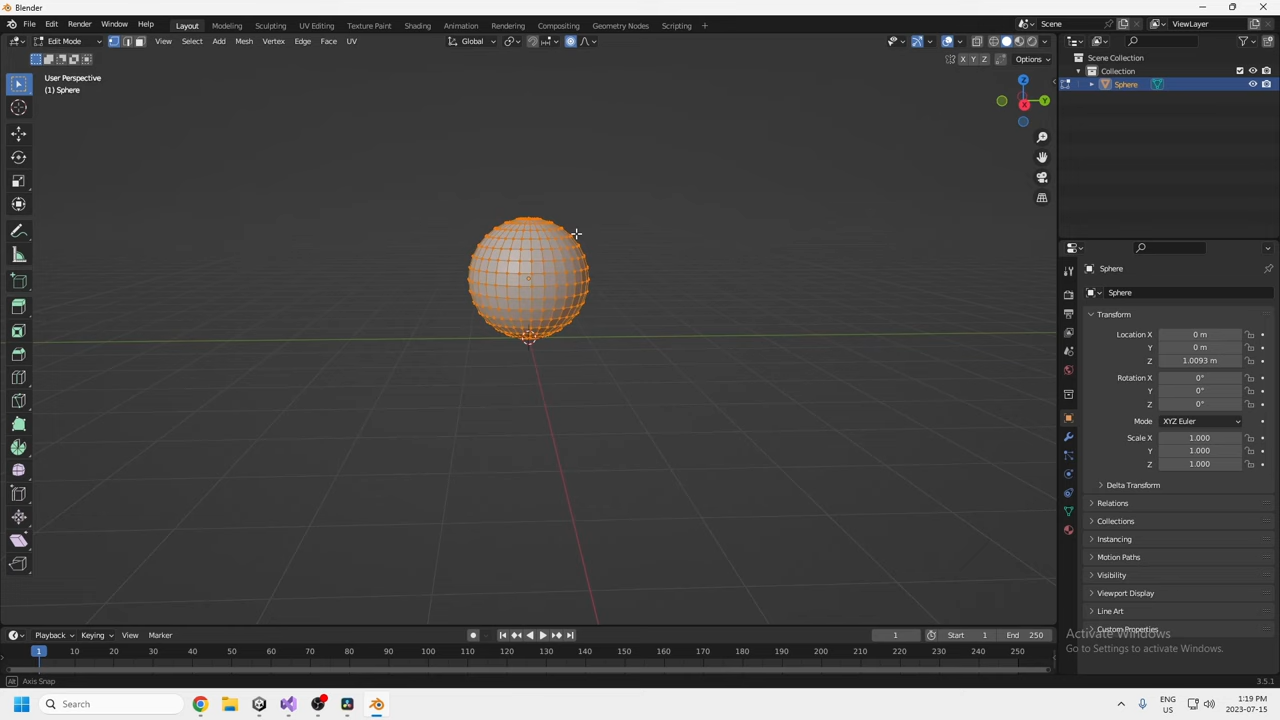 Blender
File Edit Render Window Help Layout Modeling Sculpting UV Editing Texture Paint Shading Animation Rendering Compositing Geometry Nodes Scripting + Scene ViewLayer
Edit Mode View Select Add Mesh Vertex Edge Face UV Global
X Y Z Options
User Perspective
(1) Sphere
Z
Y
X
Scene Collection
Collection
Sphere
Sphere
Sphere
Transform
Location X 0 m
Y 0 m
Z 1.0093 m
Rotation X 0°
Y 0°
Z 0°
Mode XYZ Euler
Scale X 1.000
Y 1.000
Z 1.000
Delta Transform
Relations
Collections
Instancing
Motion Paths
Visibility
Viewport Display
Line Art
Custom Properties
Activate Windows
Go to Settings to activate Windows.
Playback Keying View Marker 1 Start 1 End 250
1 10 20 30 40 50 60 70 80 90 100 110 120 130 140 150 160 170 180 190 200 210 220 230 240 250
Alt Axis Snap 3.5.1
Search
ENG
US
1:19 PM
2023-07-15